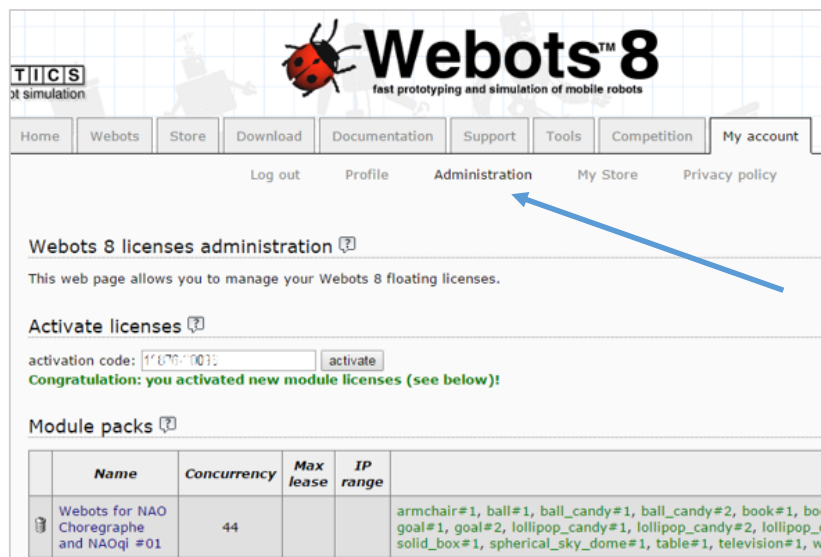 TICS
ot simulation
Webots™ 8
fast prototyping and simulation of mobile robots
Home Webots Store Download Documentation Support Tools Competition My account
Log out Profile Administration My Store Privacy policy
Webots 8 licenses administration [?]
This web page allows you to manage your Webots 8 floating licenses.
Activate licenses [?]
activation code: activate
Congratulation: you activated new module licenses (see below)!
Module packs [?]
Name Concurrency Max lease IP range
Webots for NAO Choregraphe and NAOqi #01
44
armchair#1, ball#1, ball_candy#1, ball_candy#2, book#1, boo
goal#1, goal#2, lollipop_candy#1, lollipop_candy#2, lollipop_c
solid_box#1, spherical_sky_dome#1, table#1, television#1, w